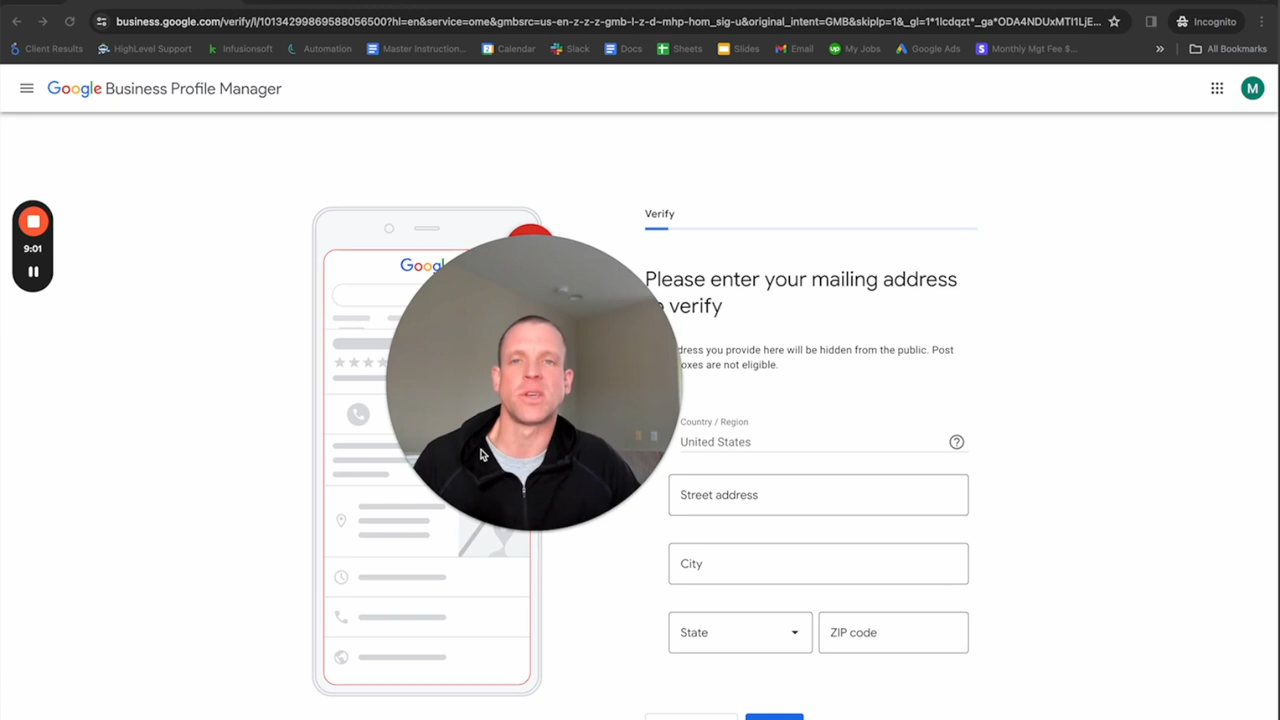 business.google.com/verify/l/10134299869588056500?hl=en&service=ome&gmbsrc=us-en-z-z-z-gmb-l-z-d~mhp-hom_sig-u&original_intent=GMB&skiplp=1&_gl=1*1lcdqzt*_ga*ODA4NDUxMTI1LjE...
Incognito
Client Results
HighLevel Support
Infusionsoft
Automation
Master Instruction...
Calendar
Slack
Docs
Sheets
Slides
Email
My Jobs
Google Ads
Monthly Mgt Fee $...
» All Bookmarks
Google Business Profile Manager
M
9:01
Verify
Please enter your mailing address
verify
you provide here will be hidden from the public. Post
are not eligible.
Country / Region
United States
Street address
City
State
ZIP code